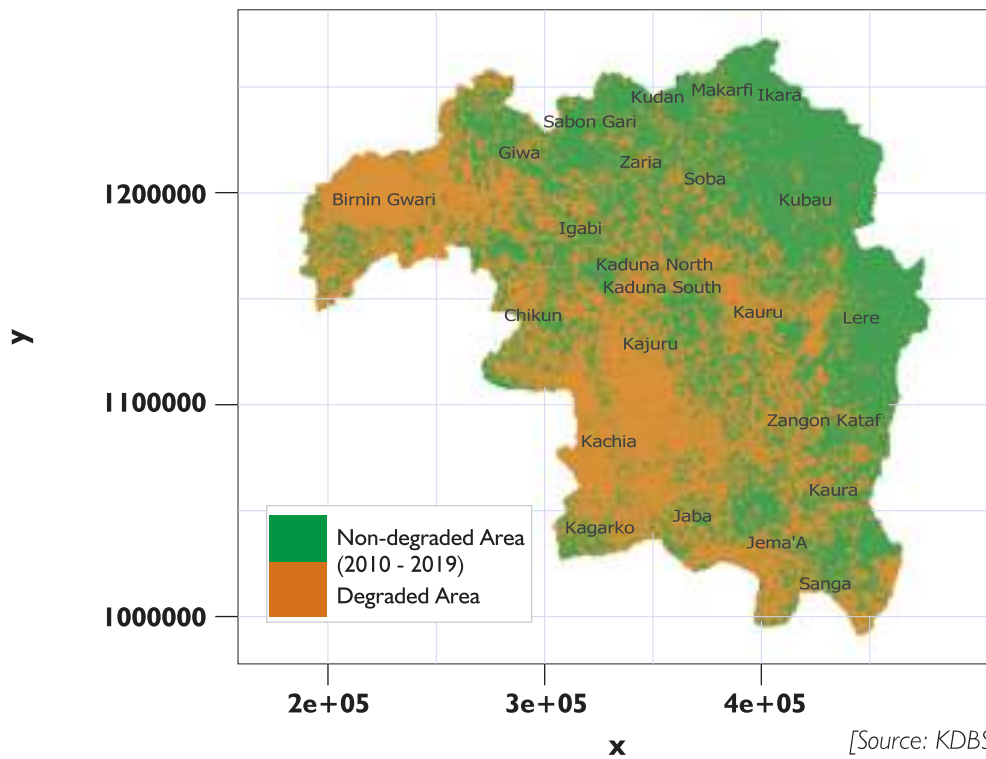 Kudan
Makarfi
Ikara
Sabon Gari
Giwa
Zaria
Soba
Birnin Gwari
Kubau
Igabi
Kaduna North
Kaduna South
Chikun
Kauru
Lere
Kajuru
Zangon Kataf
Kachia
Kaura
Jaba
Kagarko
Jema'A
Sanga
y
1200000
1100000
1000000
Non-degraded Area
(2010 - 2019)
Degraded Area
2e+05
3e+05
4e+05
x
[Source: KDBS